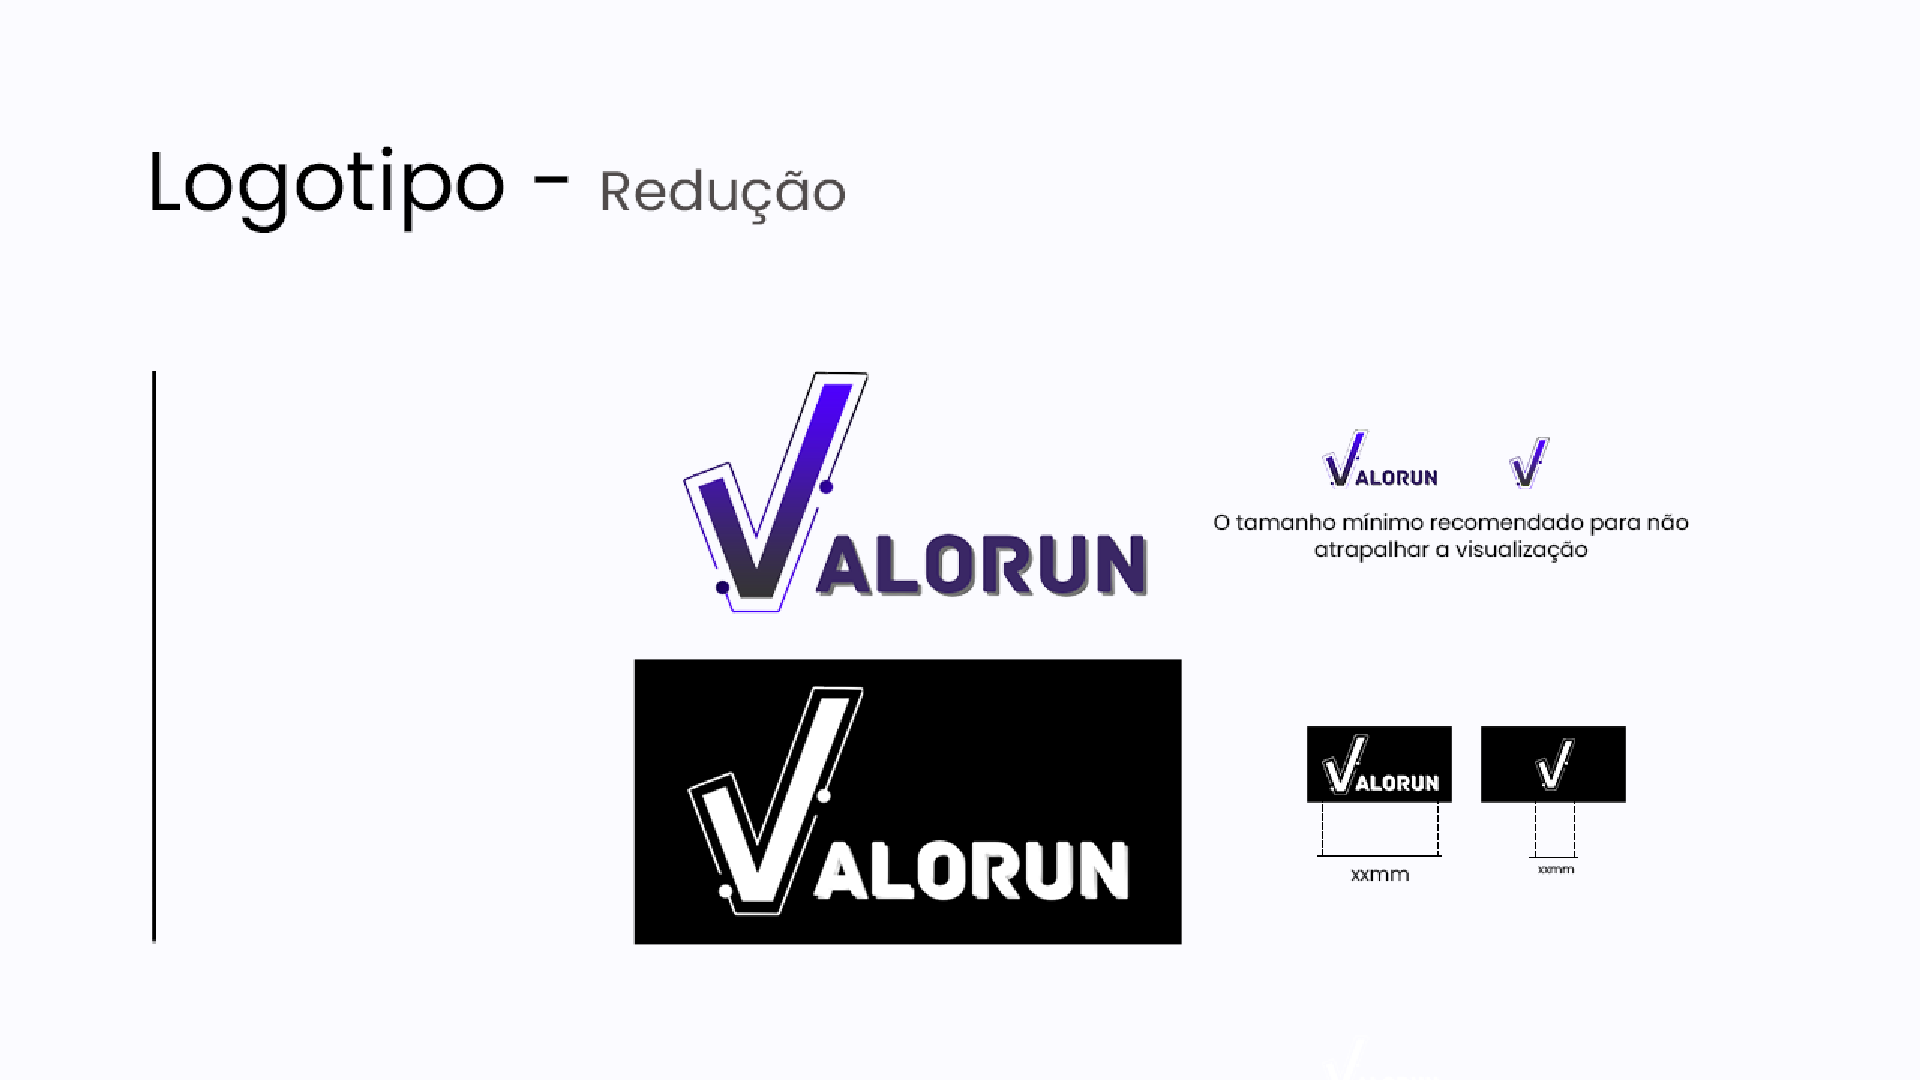 Logotipo - Redução
VALORUN
VALORUN
O tamanho mínimo recomendado para não
atrapalhar a visualização
VALORUN
V
VALORUN
V
xxmm
xxmm